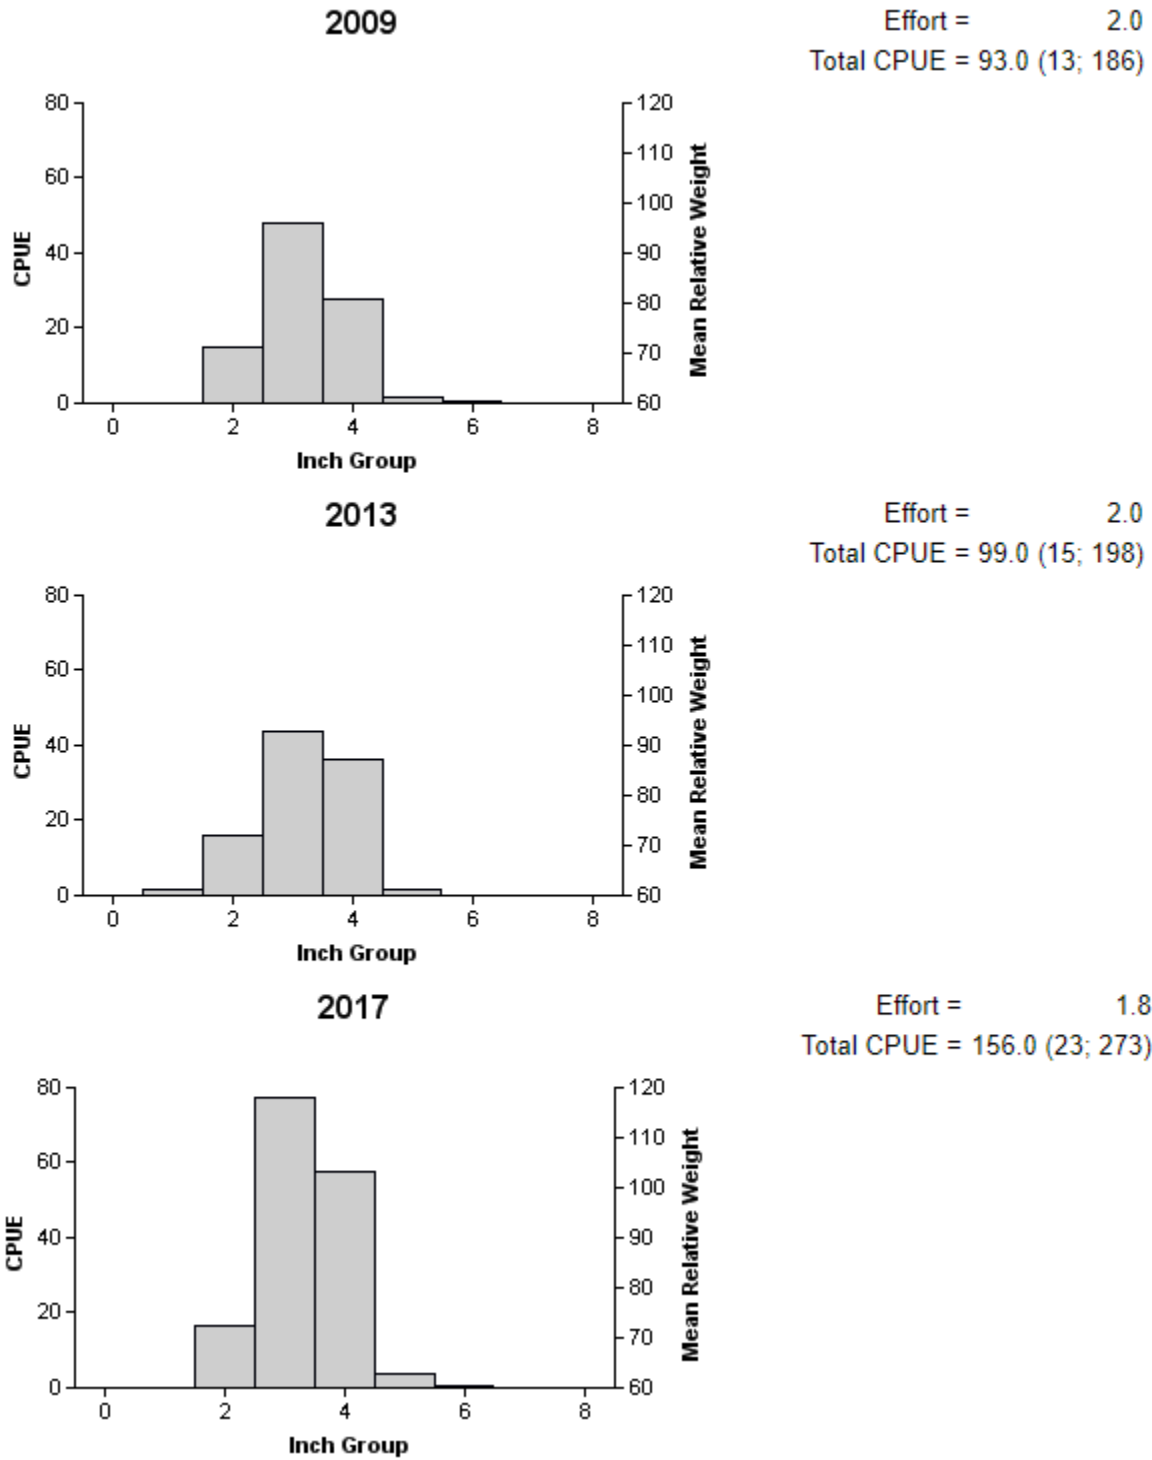 2009
Effort = 2.0
Total CPUE = 93.0 (13; 186)
80
60
40
20
0
CPUE
120
110
100
90
80
70
60
Mean Relative Weight
0 2 4 6 8
Inch Group
2013
Effort = 2.0
Total CPUE = 99.0 (15; 198)
80
60
40
20
0
CPUE
120
110
100
90
80
70
60
Mean Relative Weight
0 2 4 6 8
Inch Group
2017
Effort = 1.8
Total CPUE = 156.0 (23; 273)
80
60
40
20
0
CPUE
120
110
100
90
80
70
60
Mean Relative Weight
0 2 4 6 8
Inch Group